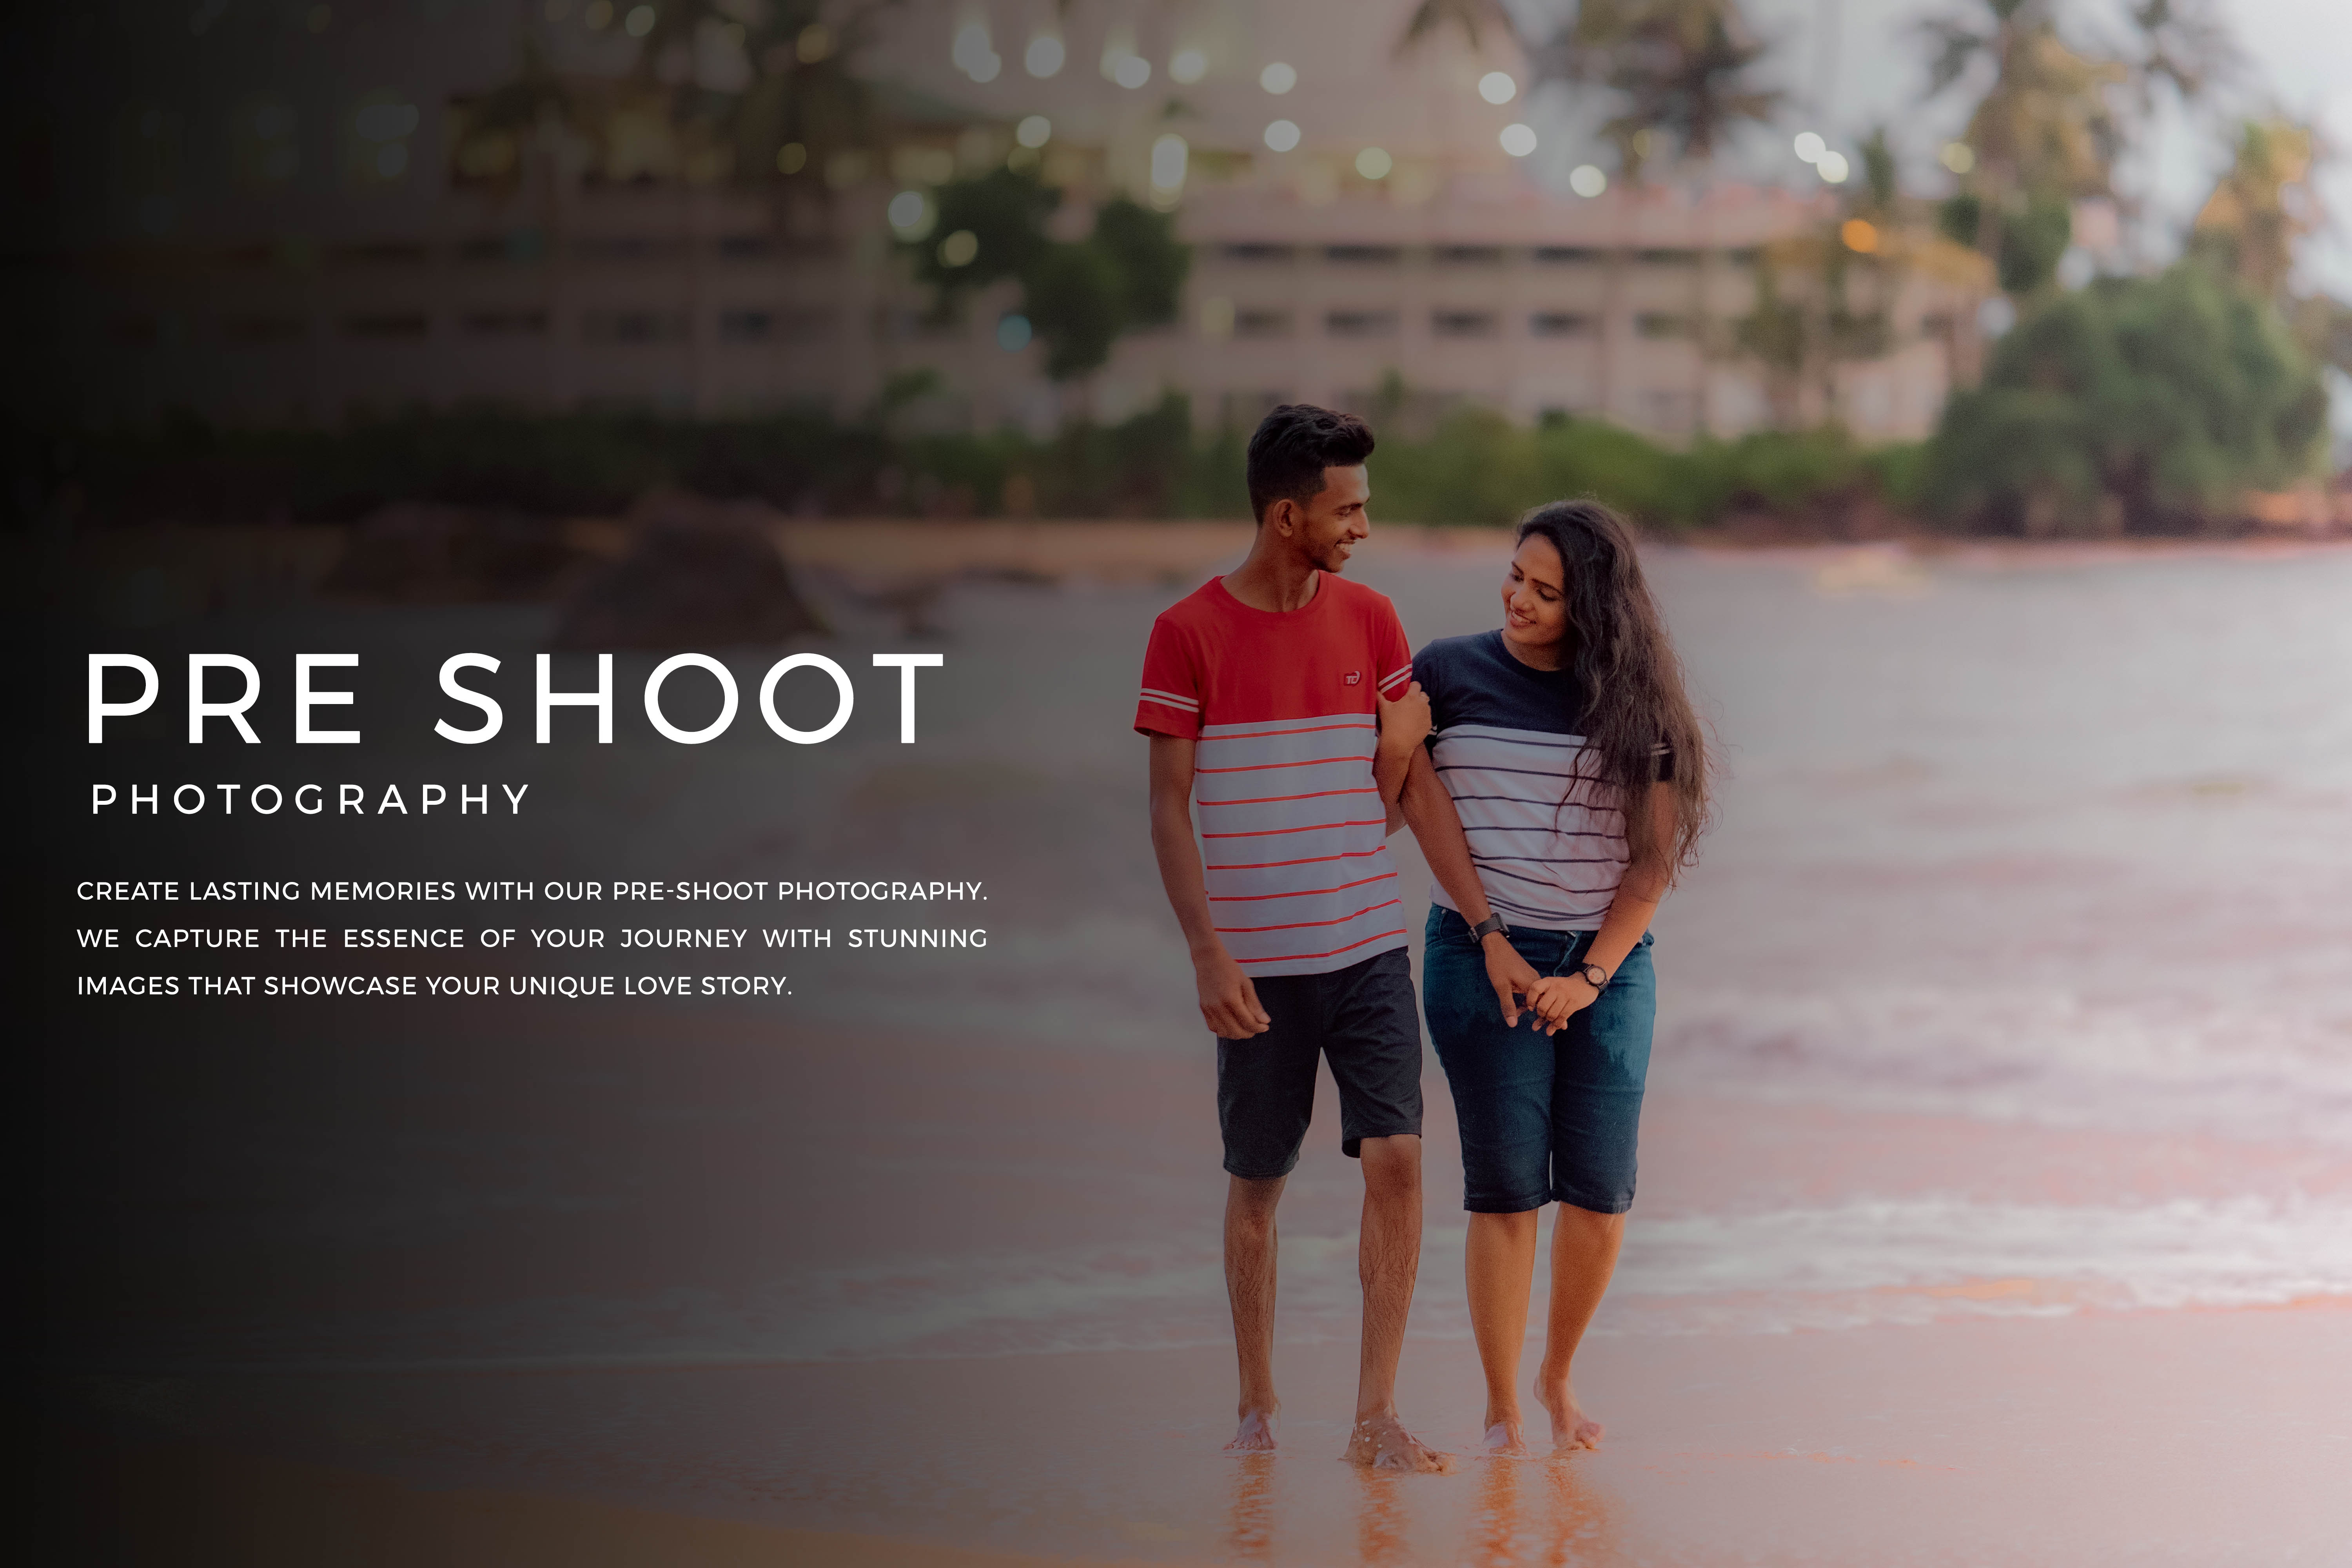 PRE SHOOT
PHOTOGRAPHY
CREATE LASTING MEMORIES WITH OUR PRE-SHOOT PHOTOGRAPHY.
WE CAPTURE THE ESSENCE OF YOUR JOURNEY WITH STUNNING
IMAGES THAT SHOWCASE YOUR UNIQUE LOVE STORY.